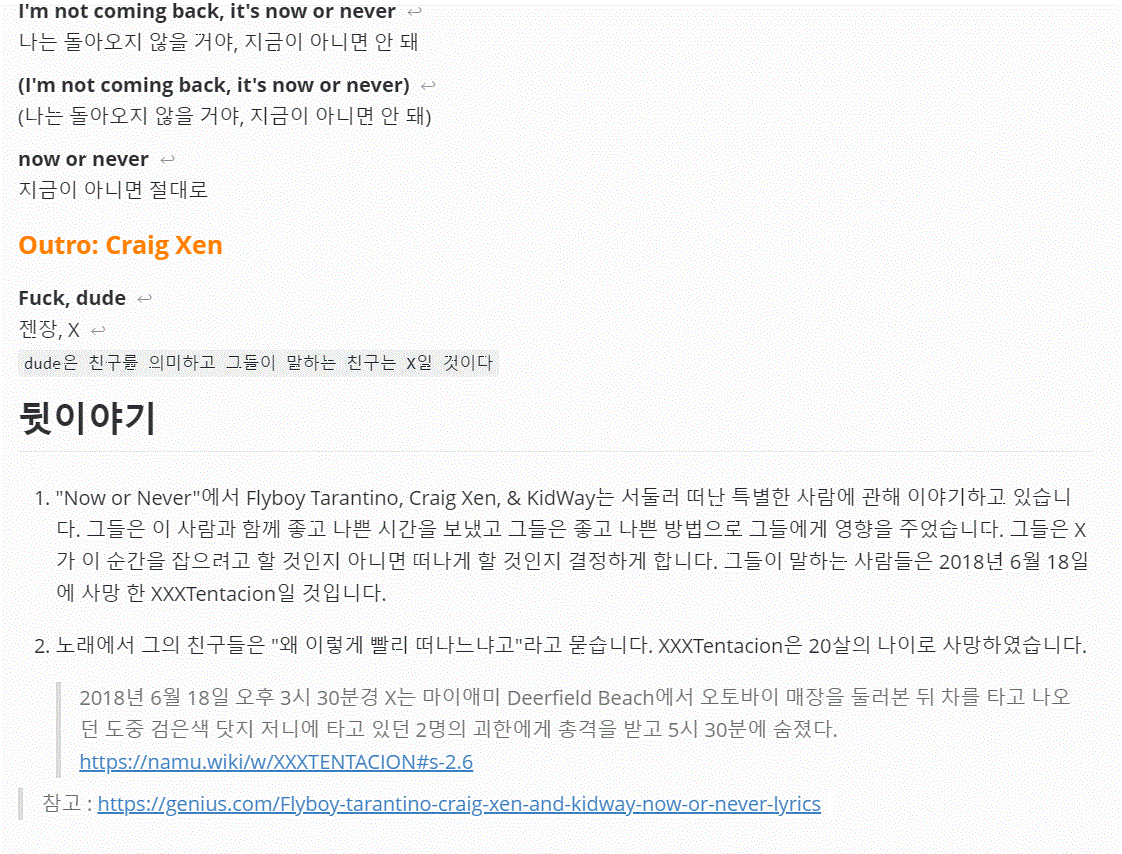 I'm not coming back, it's now or never ↩
나는 돌아오지 않을 거야, 지금이 아니면 안 돼
(I'm not coming back, it's now or never) ↩
(나는 돌아오지 않을 거야, 지금이 아니면 안 돼)
now or never ↩
지금이 아니면 절대로
Outro: Craig Xen
Fuck, dude ↩
젠장, X ↩
dude은 친구를 의미하고 그들이 말하는 친구는 X일 것이다
뒷이야기
1. "Now or Never"에서 Flyboy Tarantino, Craig Xen, & KidWay는 서둘러 떠난 특별한 사람에 관해 이야기하고 있습니
다. 그들은 이 사람과 함께 좋고 나쁜 시간을 보냈고 그들은 좋고 나쁜 방법으로 그들에게 영향을 주었습니다. 그들은 X
가 이 순간을 잡으려고 할 것인지 아니면 떠나게 할 것인지 결정하게 합니다. 그들이 말하는 사람들은 2018년 6월 18일
에 사망 한 XXXTentacion일 것입니다.
2. 노래에서 그의 친구들은 "왜 이렇게 빨리 떠나느냐고"라고 묻습니다. XXXTentacion은 20살의 나이로 사망하였습니다.
2018년 6월 18일 오후 3시 30분경 X는 마이애미 Deerfield Beach에서 오토바이 매장을 둘러본 뒤 차를 타고 나오
던 도중 검은색 닷지 저니에 타고 있던 2명의 괴한에게 총격을 받고 5시 30분에 숨졌다.
https://namu.wiki/w/XXXTENTACION#s-2.6
참고 : https://genius.com/Flyboy-tarantino-craig-xen-and-kidway-now-or-never-lyrics